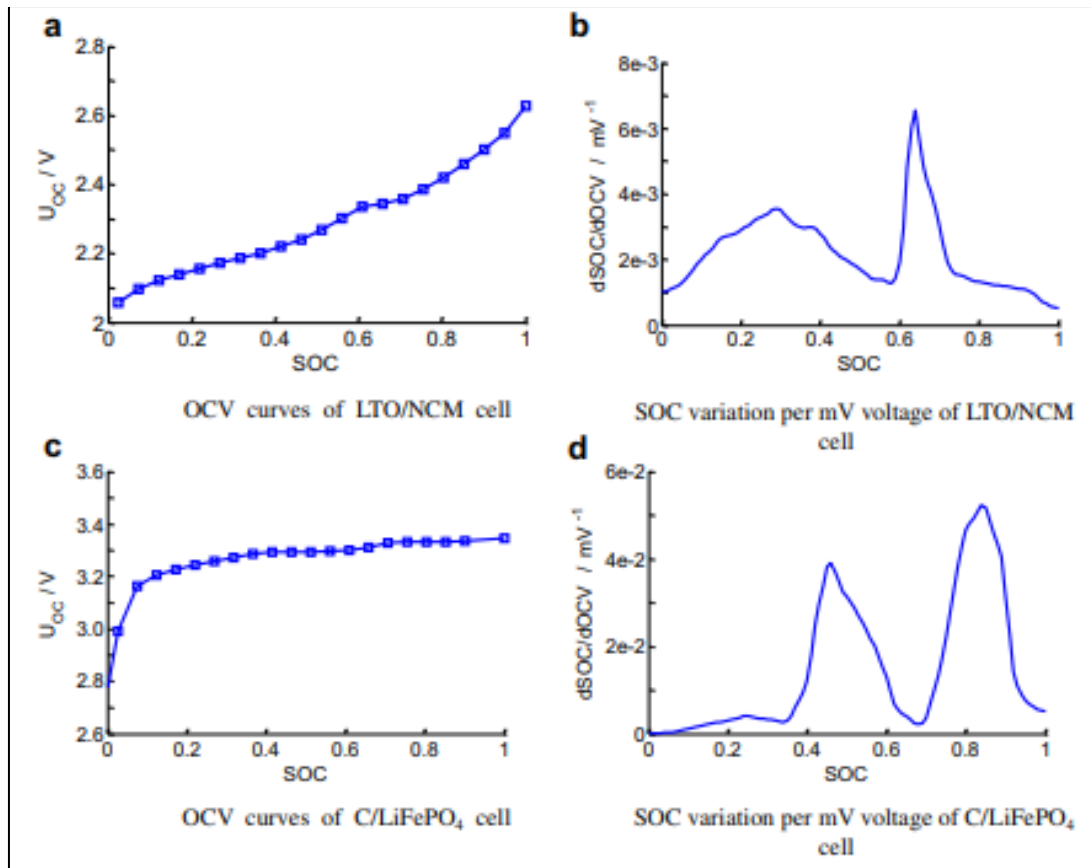 a
2.8
2.6
2.4
2.2
2
U_OC / V
0 0.2 0.4 0.6 0.8 1
SOC
OCV curves of LTO/NCM cell
b
8e-3
6e-3
4e-3
2e-3
0
dSOC/dOCV / mV⁻¹
0 0.2 0.4 0.6 0.8 1
SOC
SOC variation per mV voltage of LTO/NCM
cell
c
3.6
3.4
3.2
3.0
2.8
2.6
U_OC / V
0 0.2 0.4 0.6 0.8 1
SOC
OCV curves of C/LiFePO₄ cell
d
6e-2
4e-2
2e-2
0
dSOC/dOCV / mV⁻¹
0 0.2 0.4 0.6 0.8 1
SOC
SOC variation per mV voltage of C/LiFePO₄
cell